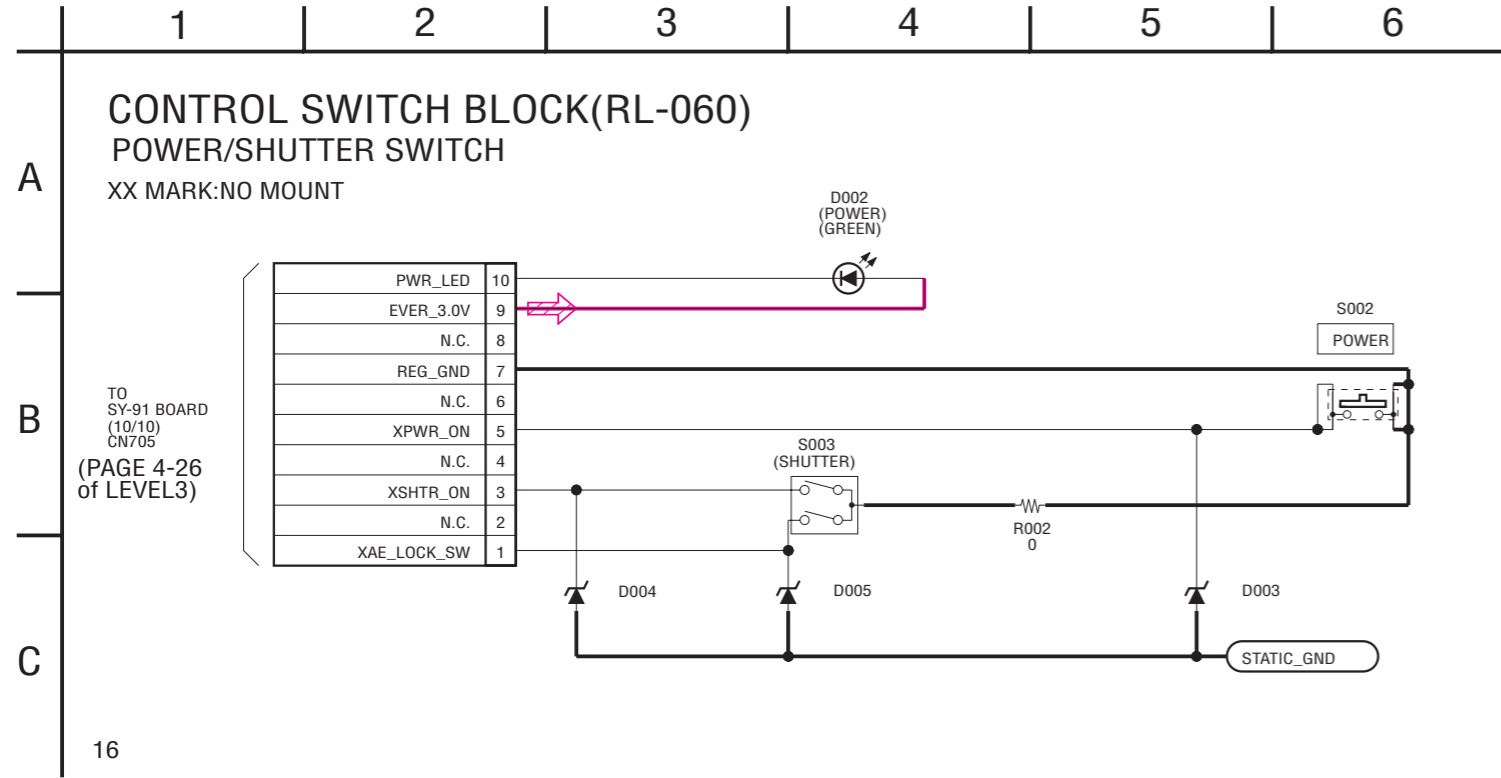 1 2 3 4 5 6
CONTROL SWITCH BLOCK(RL-060)
POWER/SHUTTER SWITCH
A
XX MARK:NO MOUNT
D002
(POWER)
(GREEN)
PWR_LED 10
EVER_3.0V 9
S002
N.C. 8
POWER
REG_GND 7
TO
SY-91 BOARD
(10/10)
CN705
(PAGE 4-26
of LEVEL3)
N.C. 6
B
XPWR_ON 5
S003
(SHUTTER)
N.C. 4
XSHTR_ON 3
N.C. 2
R002
0
XAE_LOCK_SW 1
D004 D005 D003
C
STATIC_GND
16